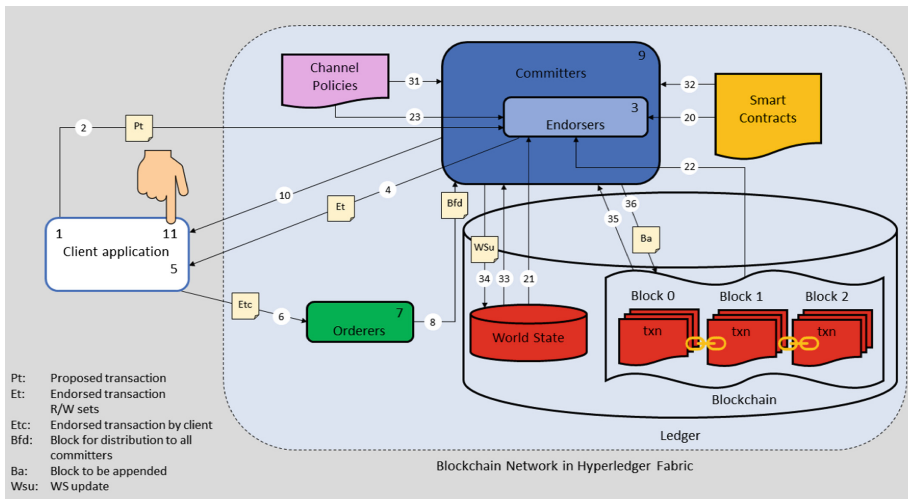 Channel
Policies
31
23
9
Committers
3
Endorsers
32
20
Smart
Contracts
2
Pt
22
10
4
Et
Bfd
36
35
Ba
WSu
1
11
Client application
5
34
33
21
Etc
6
7
Orderers
8
World State
Block 0
Block 1
Block 2
txn
txn
txn
Blockchain
Ledger
Pt: Proposed transaction
Et: Endorsed transaction
R/W sets
Etc: Endorsed transaction by client
Bfd: Block for distribution to all
committers
Ba: Block to be appended
Wsu: WS update
Blockchain Network in Hyperledger Fabric